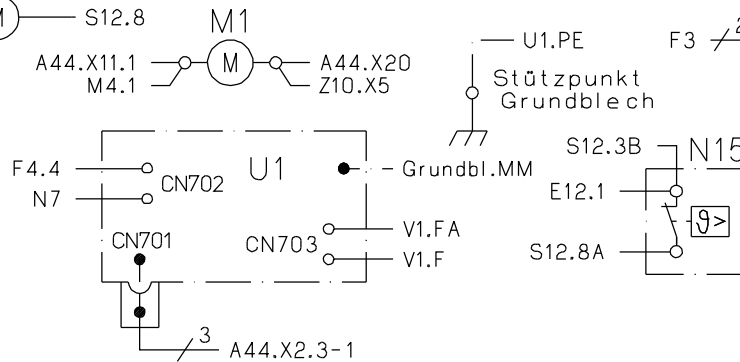 M
S12.8
M1
A44.X11.1
M4.1
M
A44.X20
Z10.X5
U1.PE
F3
2
Stützpunkt
Grundblech
S12.3B
N15
F4.4
N7
CN702
U1
Grundbl.MM
E12.1
ϑ>
CN701
CN703
V1.FA
V1.F
S12.8A
3
A44.X2.3-1